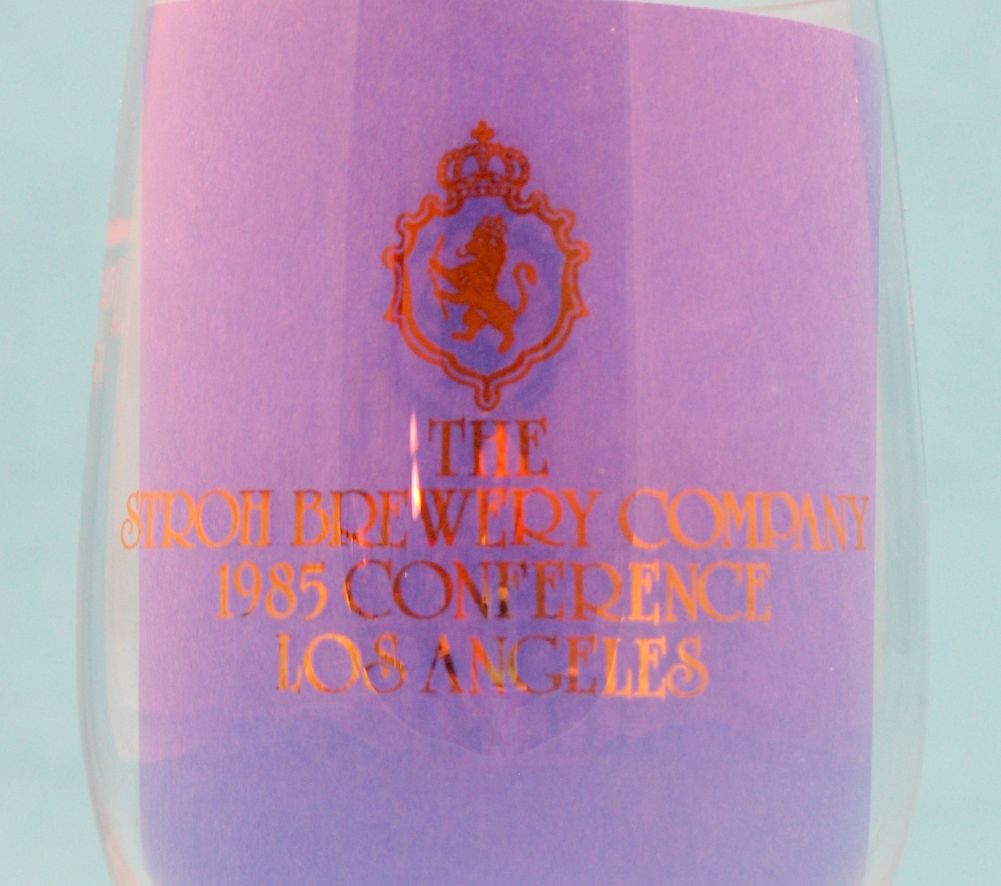 THE
STROH BREWERY COMPANY
1985 CONFERENCE
LOS ANGELES